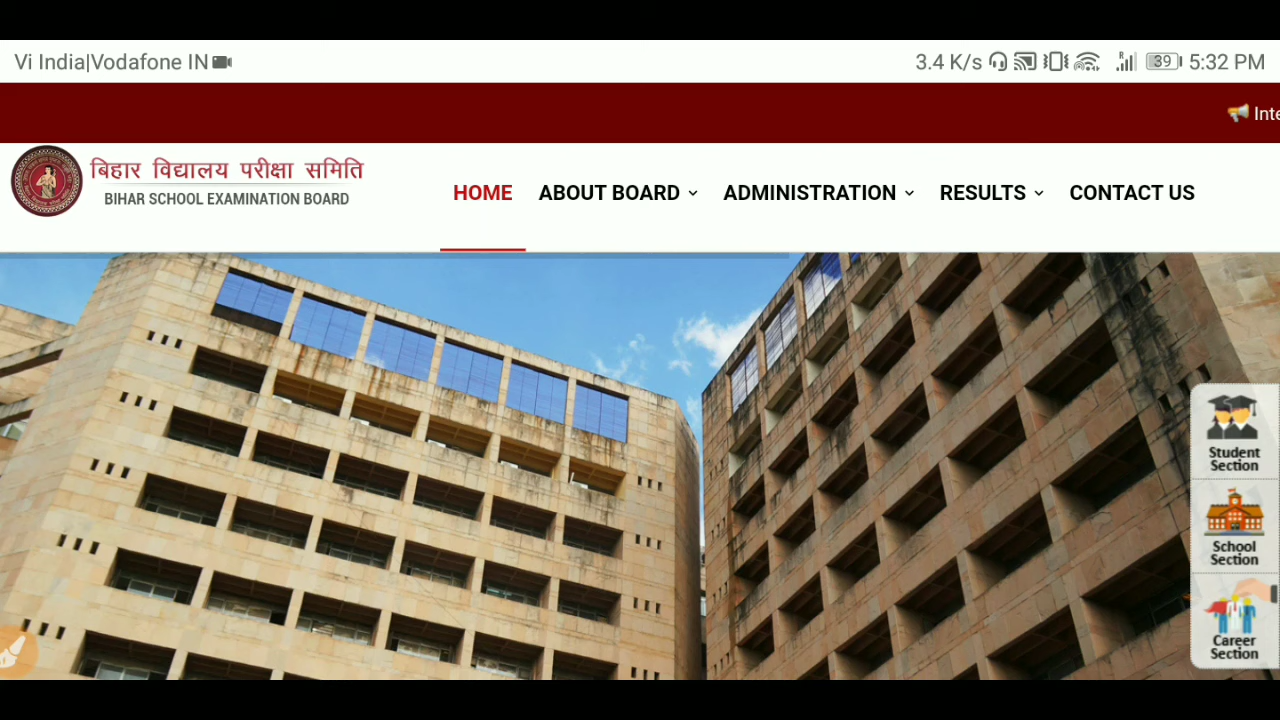 Vi India|Vodafone IN 3.4 K/s R 39 5:32 PM
Inte
बिहार विद्यालय परीक्षा समिति
BIHAR SCHOOL EXAMINATION BOARD
HOME ABOUT BOARD ADMINISTRATION RESULTS CONTACT US
Student
Section
School
Section
Career
Section